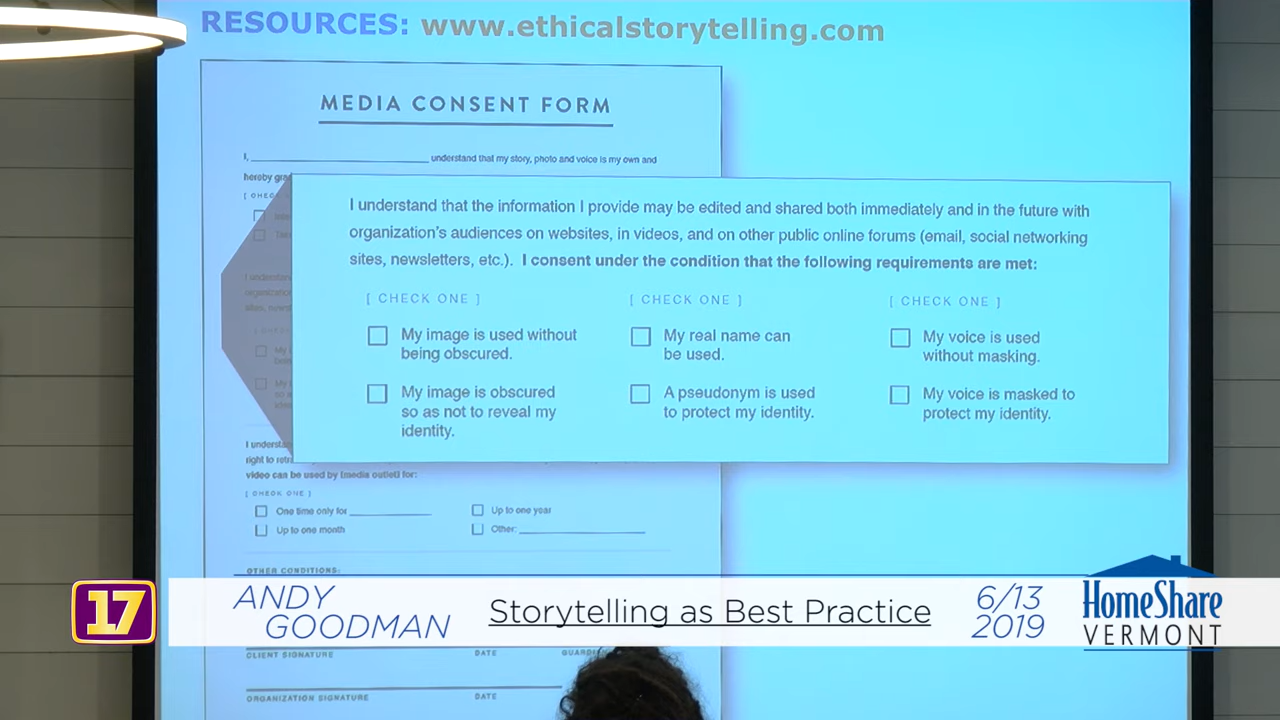 RESOURCES: www.ethicalstorytelling.com
MEDIA CONSENT FORM
I, understand that my story, photo and voice is my own and
hereby
[ CHECK
I understand that the information I provide may be edited and shared both immediately and in the future with
organization's audiences on websites, in videos, and on other public online forums (email, social networking
sites, newsletters, etc.). I consent under the condition that the following requirements are met:
[ CHECK ONE ] [ CHECK ONE ] [ CHECK ONE ]
My image is used without My real name can My voice is used
being obscured. be used. without masking.
My image is obscured A pseudonym is used My voice is masked to
so as not to reveal my to protect my identity. protect my identity.
identity.
I
right to
video can be used by [media outlet] for:
[ CHECK ONE ]
One time only for Up to one year
Up to one month Other:
OTHER CONDITIONS:
17
ANDY
GOODMAN
Storytelling as Best Practice
6/13
2019
HomeShare
VERMONT
CLIENT SIGNATURE DATE
ORGANIZATION SIGNATURE DATE